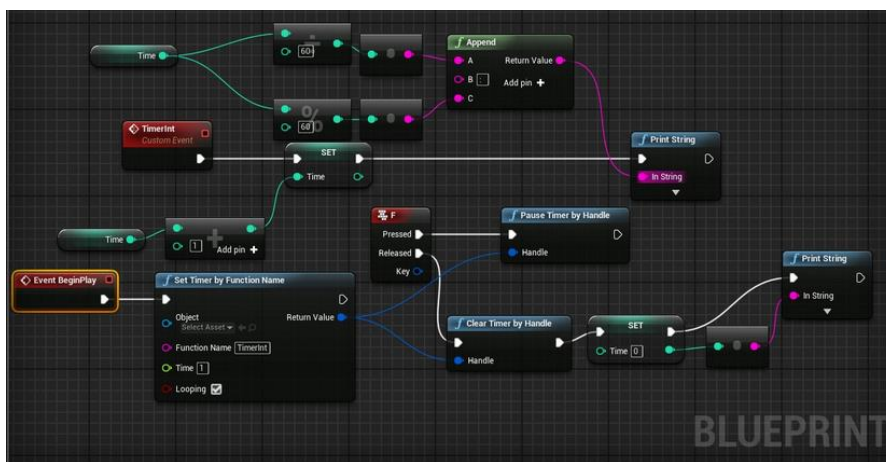 Time
÷
60
f Append
A
Return Value
B :
Add pin +
C
%
60
TimerInt
Custom Event
SET
Time
f Print String
In String
Time
+
1
Add pin +
F
Pressed
Released
Key
f Pause Timer by Handle
Handle
Event BeginPlay
f Set Timer by Function Name
Object
Select Asset
Return Value
Function Name TimerInt
Time 1
Looping
f Clear Timer by Handle
Handle
SET
Time 0
f Print String
In String
BLUEPRINT